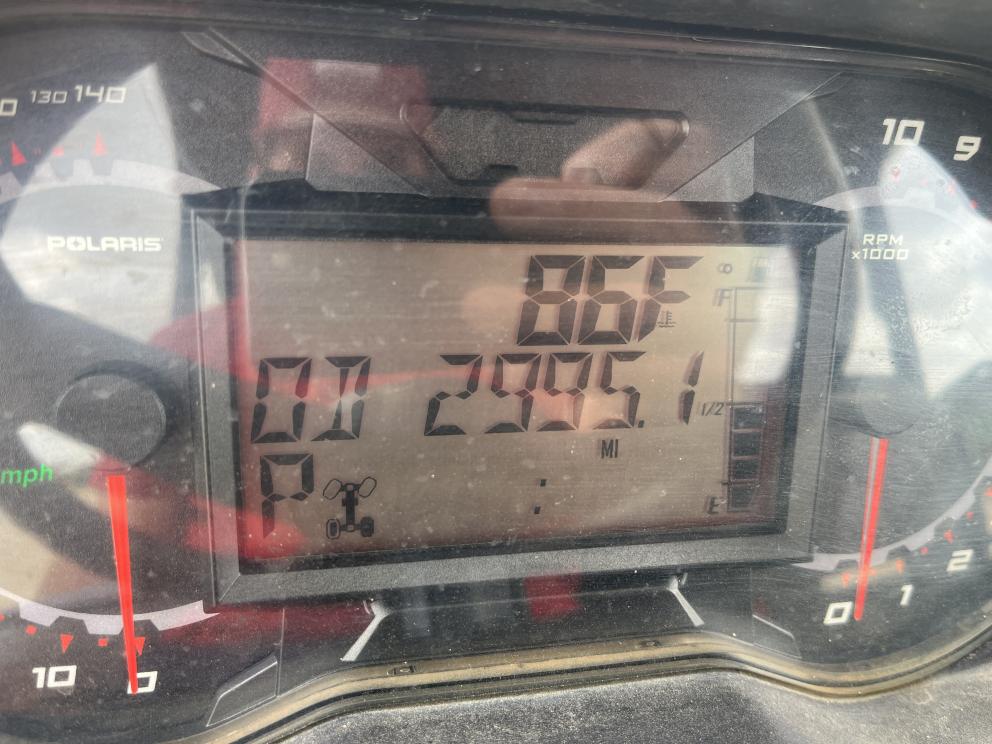 130 140
10 9
POLARIS
RPM
x1000
86F
F
OD 2995.1
1/2
MI
mph
P :
E
10 0
0 1 2